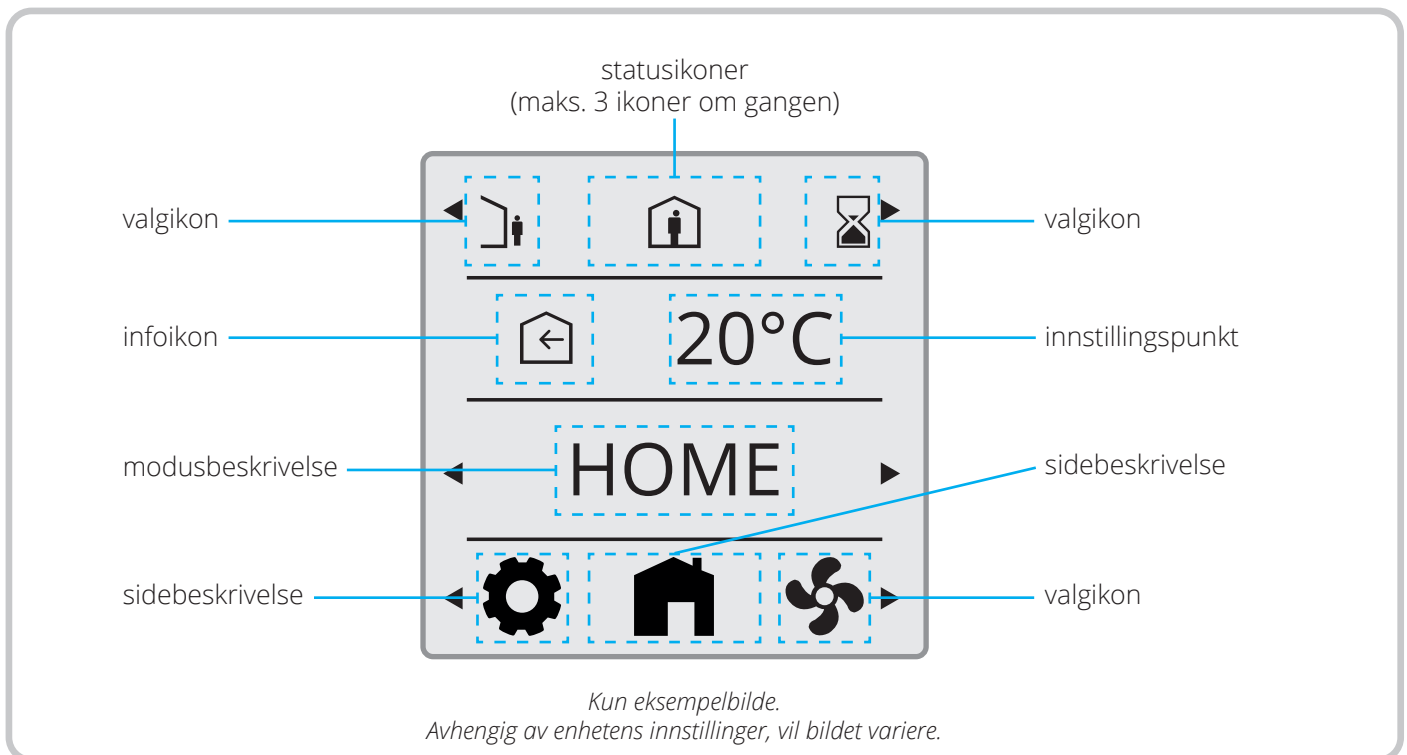 statusikoner
(maks. 3 ikoner om gangen)
valgikon
valgikon
infoikon
20°C
innstillingspunkt
modusbeskrivelse
HOME
sidebeskrivelse
sidebeskrivelse
valgikon
Kun eksempelbilde.
Avhengig av enhetens innstillinger, vil bildet variere.